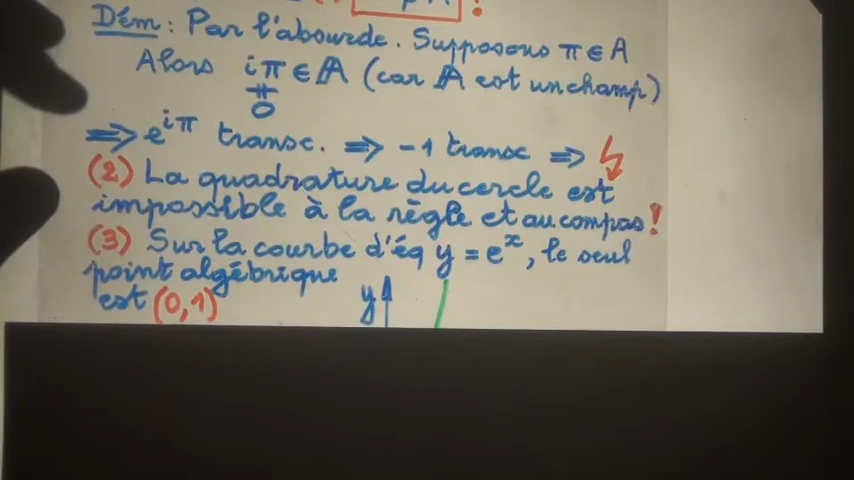 Dém : Par l'abourde. Supposons π ∈ A
Alors iπ ∈ A (car A est un champ)
≠
0
⇒ e^{iπ} transc. ⇒ -1 transc ⇒ ↯
(2) La quadrature du cercle est
impossible à la règle et au compas !
(3) Sur la courbe d'éq y = e^x, le seul
point algébrique
est (0,1)
y